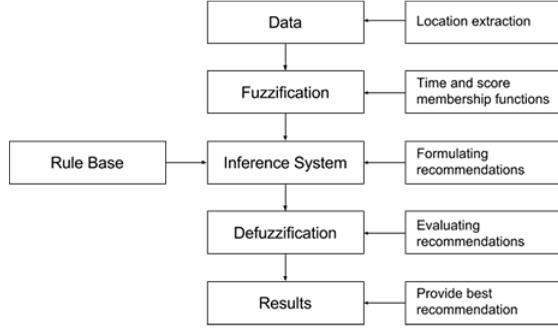 Data
Location extraction
Fuzzification
Time and score
membership functions
Rule Base
Inference System
Formulating
recommendations
Defuzzification
Evaluating
recommendations
Results
Provide best
recommendation